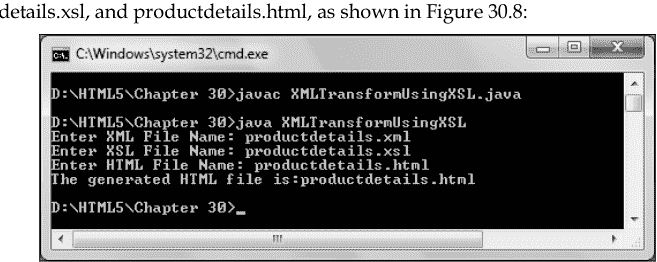 details.xsl, and productdetails.html, as shown in Figure 30.8:
C:\Windows\system32\cmd.exe
D:\HTML5\Chapter 30>javac XMLTransformUsingXSL.java
D:\HTML5\Chapter 30>java XMLTransformUsingXSL
Enter XML File Name: productdetails.xml
Enter XSL File Name: productdetails.xsl
Enter HTML File Name: productdetails.html
The generated HTML file is:productdetails.html
D:\HTML5\Chapter 30>_